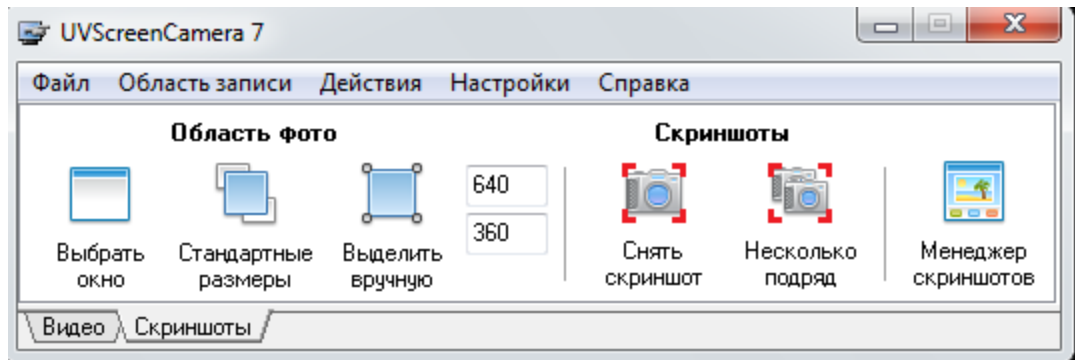 UVScreenCamera 7
Файл Область записи Действия Настройки Справка
Область фото Скриншоты
640
360
Выбрать Стандартные Выделить Снять Несколько Менеджер
окно размеры вручную скриншот подряд скриншотов
Видео Скриншоты